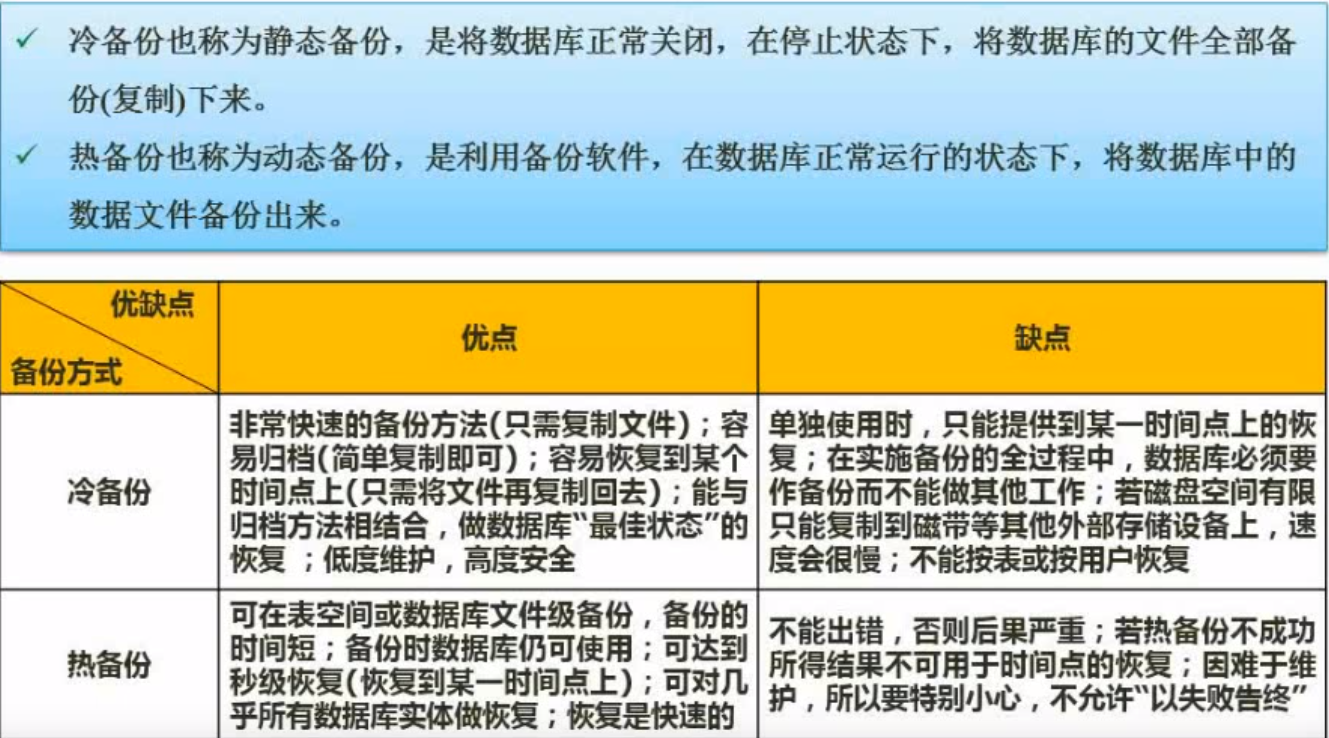 ✓ 冷备份也称为静态备份，是将数据库正常关闭，在停止状态下，将数据库的文件全部备
份(复制)下来。
✓ 热备份也称为动态备份，是利用备份软件，在数据库正常运行的状态下，将数据库中的
数据文件备份出来。
优缺点
备份方式
优点
缺点
冷备份
非常快速的备份方法(只需复制文件)；容
易归档(简单复制即可)；容易恢复到某个
时间点上(只需将文件再复制回去)；能与
归档方法相结合，做数据库“最佳状态”的
恢复 ；低度维护，高度安全
单独使用时，只能提供到某一时间点上的恢
复；在实施备份的全过程中，数据库必须要
作备份而不能做其他工作；若磁盘空间有限
只能复制到磁带等其他外部存储设备上，速
度会很慢；不能按表或按用户恢复
热备份
可在表空间或数据库文件级备份，备份的
时间短；备份时数据库仍可使用；可达到
秒级恢复(恢复到某一时间点上)；可对几
乎所有数据库实体做恢复；恢复是快速的
不能出错，否则后果严重；若热备份不成功
所得结果不可用于时间点的恢复；因难于维
护，所以要特别小心，不允许“以失败告终”